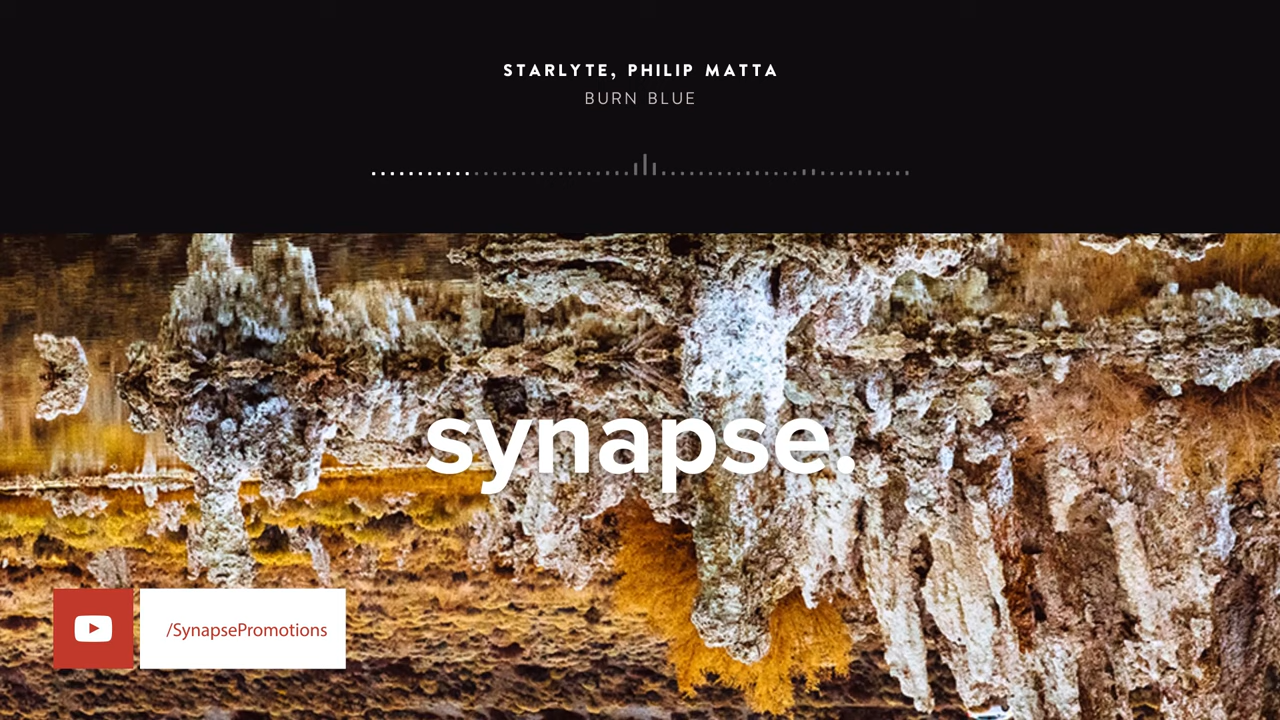 STARLYTE, PHILIP MATTA
BURN BLUE
synapse.
/SynapsePromotions